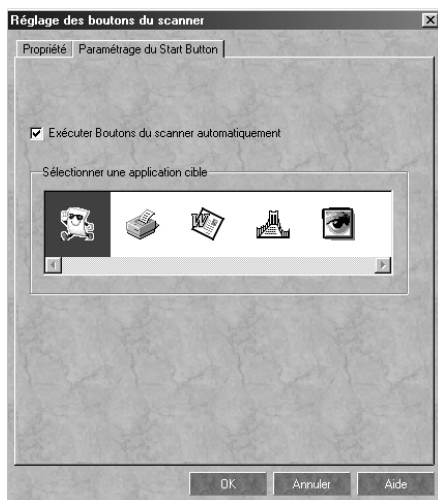 Réglage des boutons du scanner
Propriété Paramétrage du Start Button
Exécuter Boutons du scanner automatiquement
Sélectionner une application cible
W
OK Annuler Aide